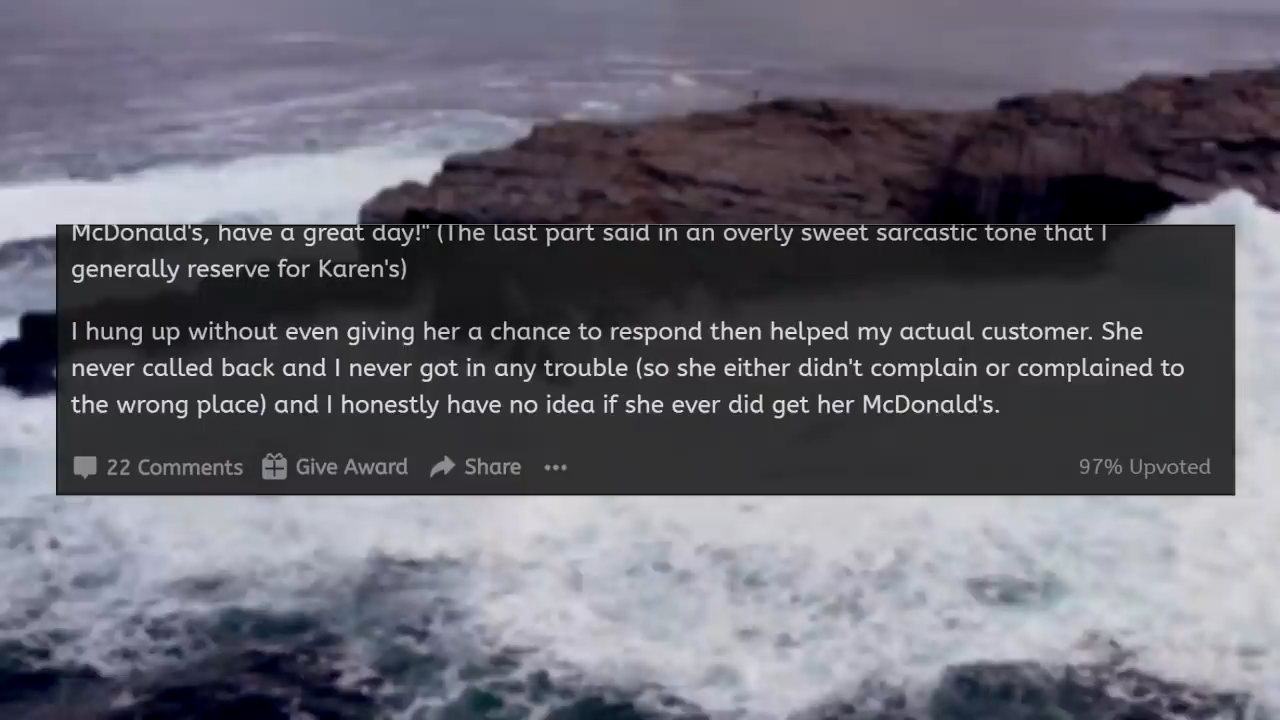 McDonald's, have a great day!" (The last part said in an overly sweet sarcastic tone that I
generally reserve for Karen's)
I hung up without even giving her a chance to respond then helped my actual customer. She
never called back and I never got in any trouble (so she either didn't complain or complained to
the wrong place) and I honestly have no idea if she ever did get her McDonald's.
22 Comments Give Award Share ••• 97% Upvoted